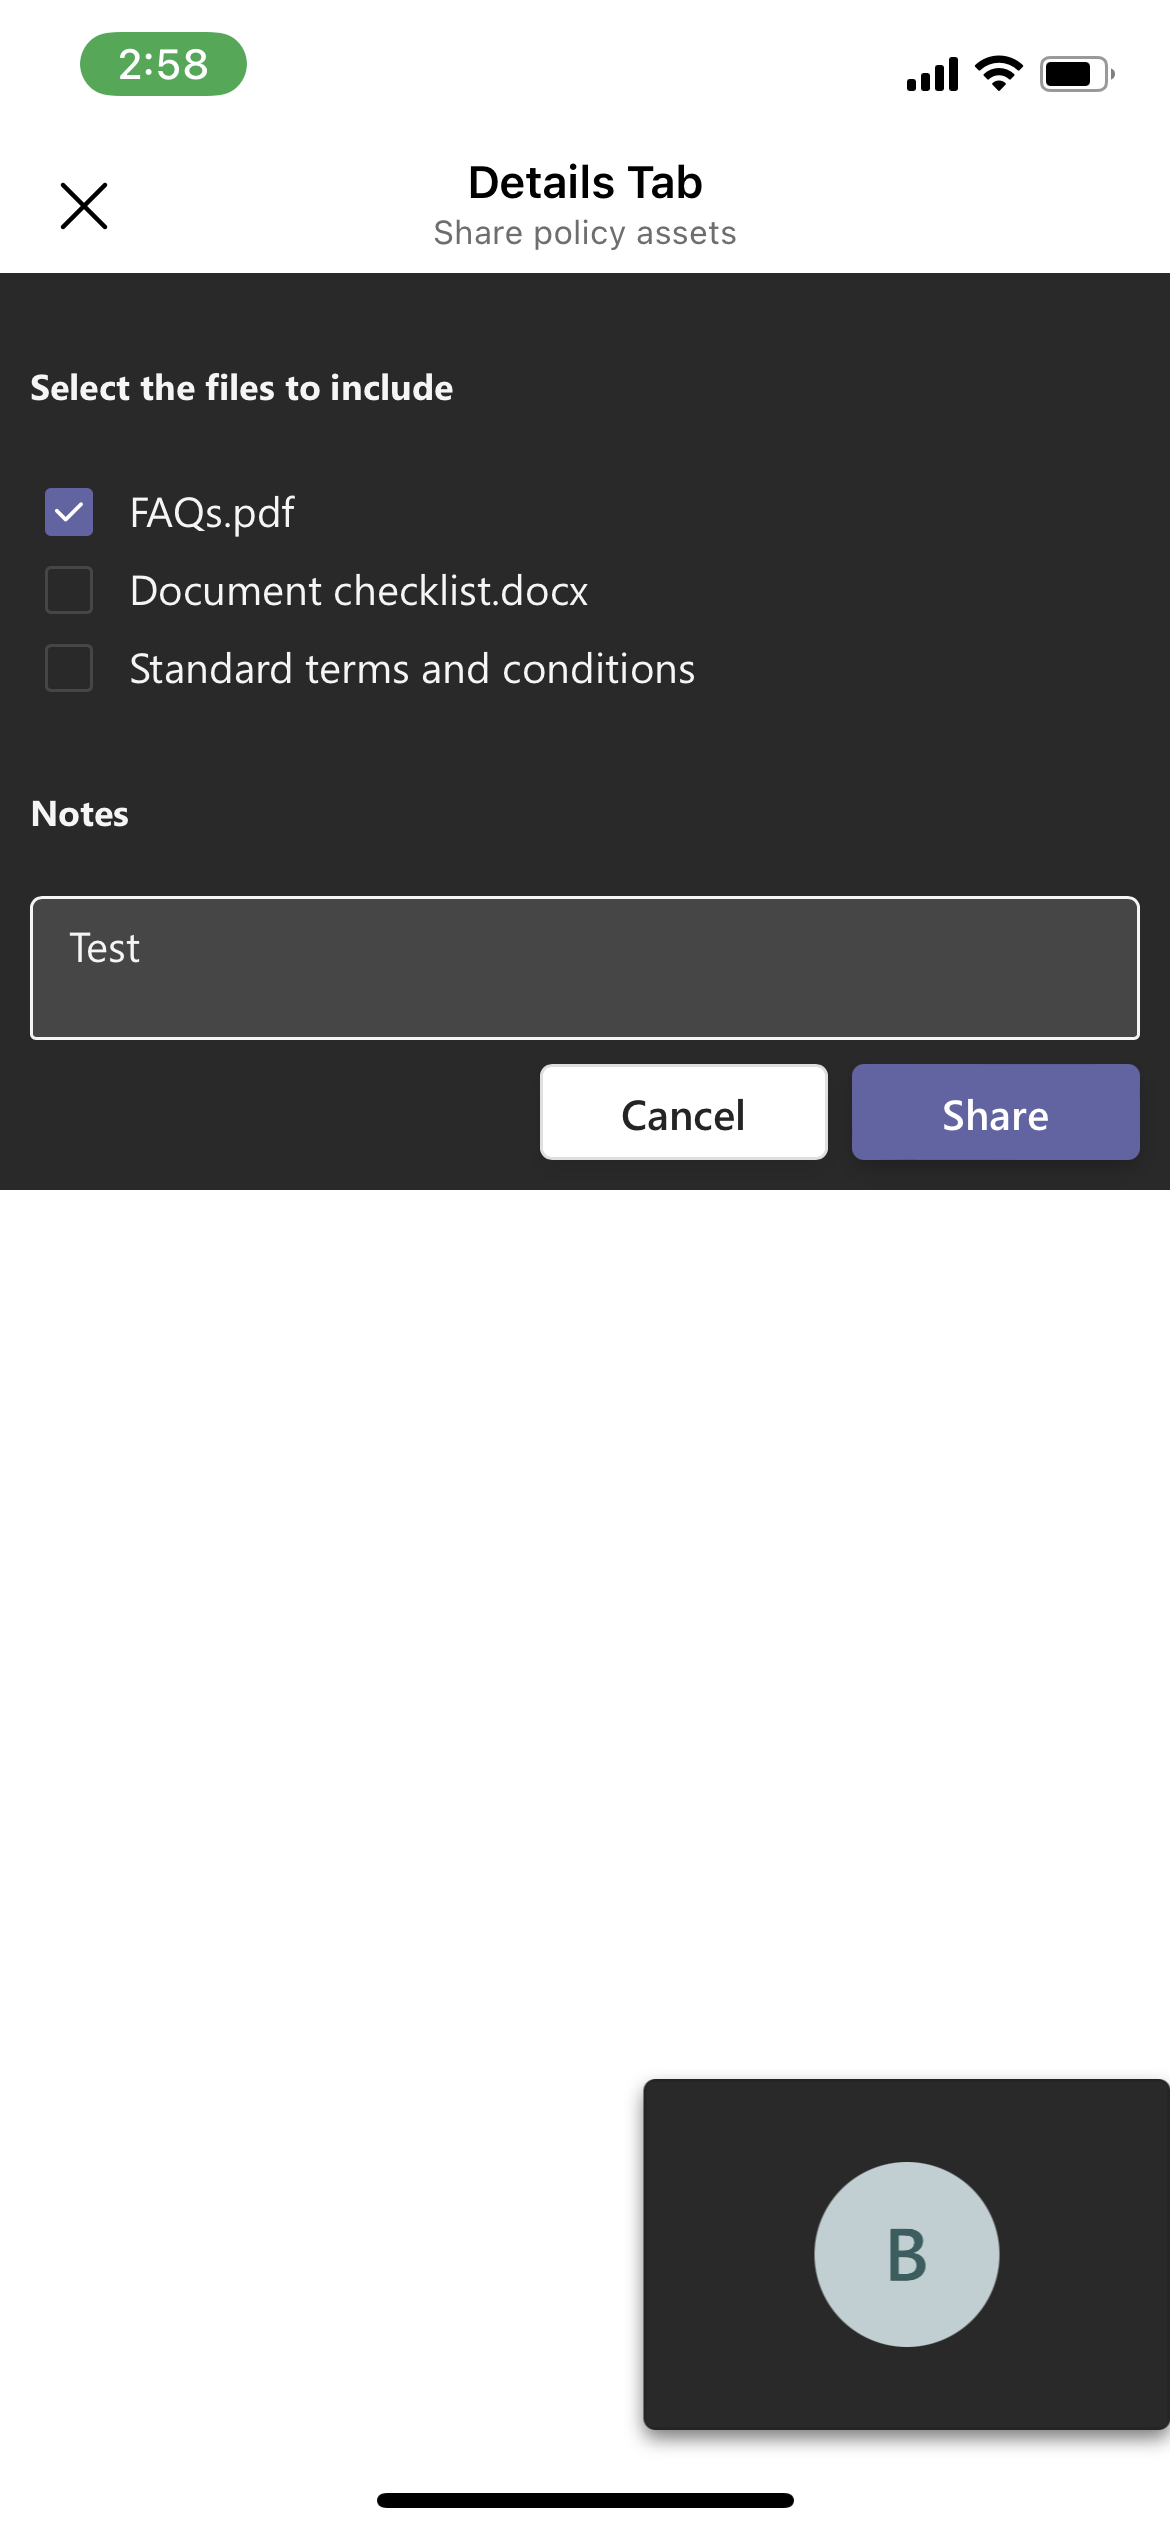 2:58
Details Tab
Share policy assets
Select the files to include
FAQs.pdf
Document checklist.docx
Standard terms and conditions
Notes
Test
Cancel
Share
B